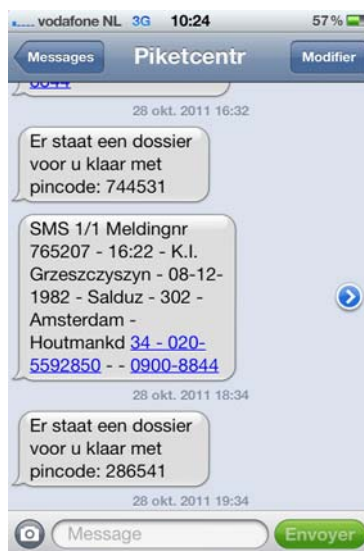 vodafone NL 3G 10:24 57%
Messages Piketcentr Modifier
28 okt. 2011 16:32
Er staat een dossier
voor u klaar met
pincode: 744531
SMS 1/1 Meldingnr
765207 - 16:22 - K.I.
Grzeszczyszyn - 08-12-
1982 - Salduz - 302 -
Amsterdam -
Houtmankd 34 - 020-
5592850 - - 0900-8844
28 okt. 2011 18:34
Er staat een dossier
voor u klaar met
pincode: 286541
28 okt. 2011 19:34
Message Envoyer